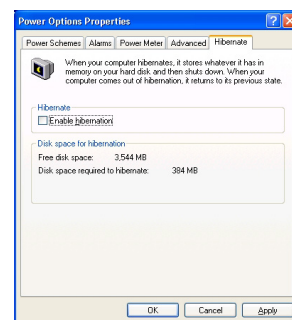 Power Options Properties
Power Schemes Alarms Power Meter Advanced Hibernate
When your computer hibernates, it stores whatever it has in
memory on your hard disk and then shuts down. When your
computer comes out of hibernation, it returns to its previous state.
Hibernate
Enable hibernation
Disk space for hibernation
Free disk space: 3,544 MB
Disk space required to hibernate: 384 MB
OK Cancel Apply